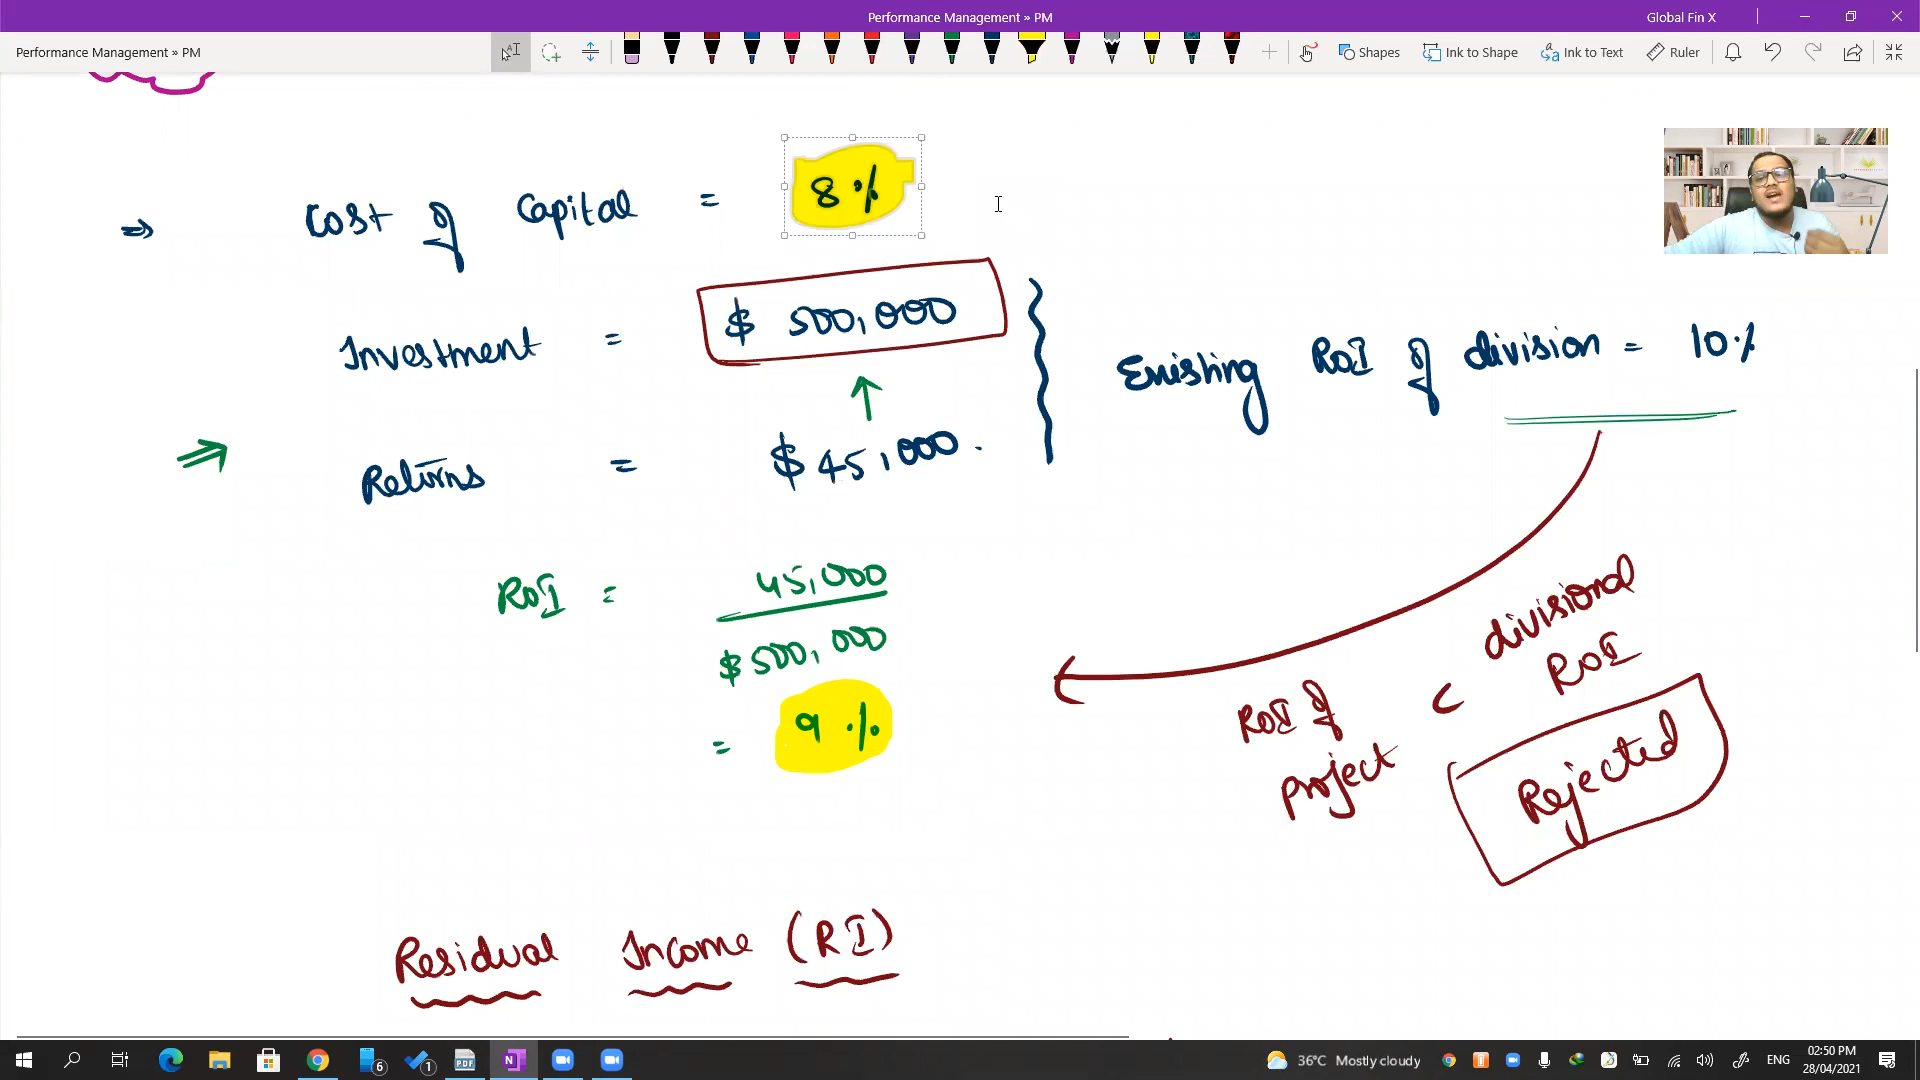 Performance Management » PM
Global Fin X
Performance Management » PM
Shapes
Ink to Shape
Ink to Text
Ruler
⇒ Cost of Capital = 8 %
Investment = $ 500,000
Existing ROI of division = 10 %
⇒ Returns = $ 45,000.
ROI = 45,000
$ 500,000
= 9 %
ROI of project < divisional ROI
Rejected
Residual Income (RI)
6
1
36°C Mostly cloudy
ENG
02:50 PM
28/04/2021